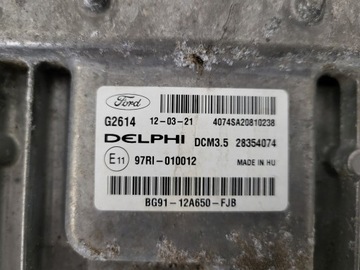 Ford
G2614 12-03-21 4074SA20810238
DELPHI DCM3.5 28354074
E11 97RI-010012 MADE IN HU
BG91-12A650-FJB